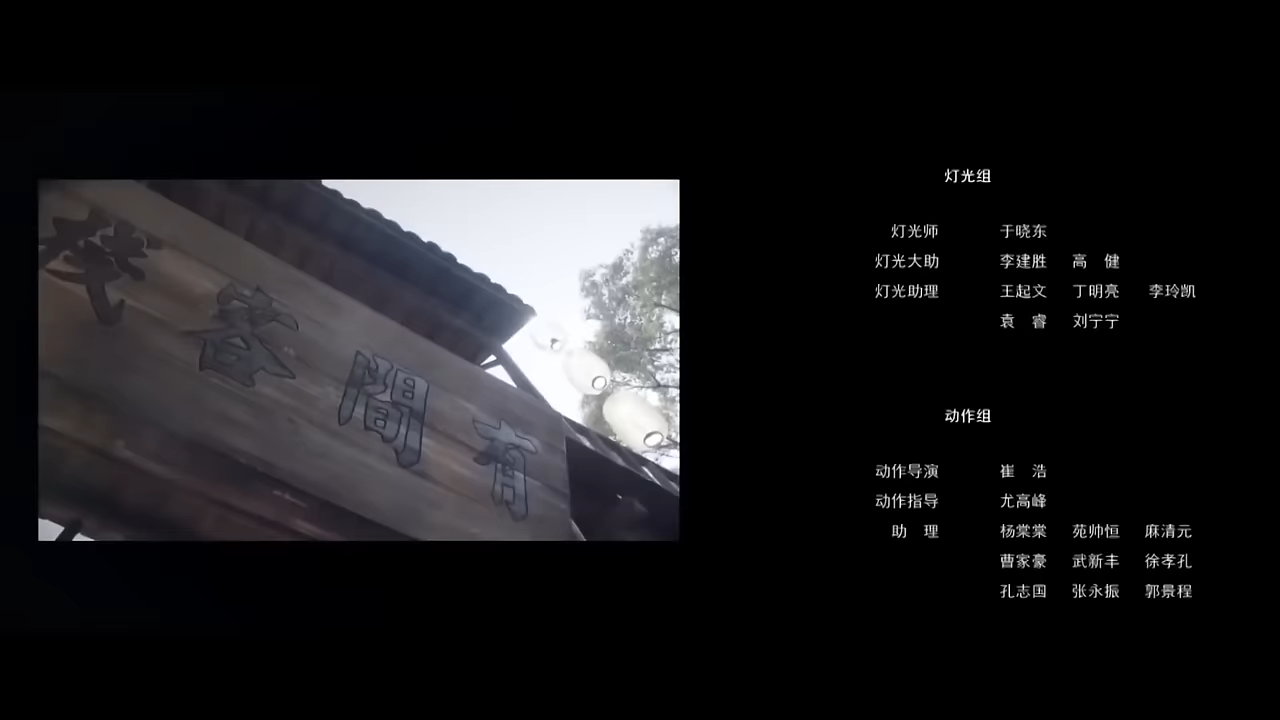 棧客間有
灯光组
灯光师 于晓东
灯光大助 李建胜 高 健
灯光助理 王起文 丁明亮 李玲凯
袁 睿 刘宁宁
动作组
动作导演 崔 浩
动作指导 尤高峰
助 理 杨棠棠 苑帅恒 麻清元
曹家豪 武新丰 徐孝孔
孔志国 张永振 郭景程